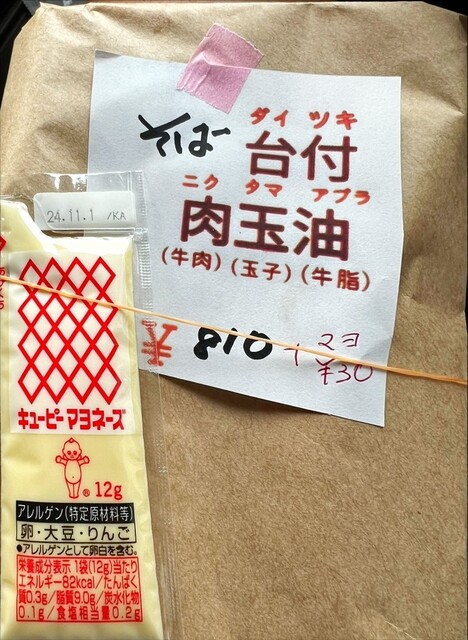 ダイ ツキ
そば 台付
ニク タマ アブラ
肉玉油
(牛肉)(玉子)(牛脂)
¥ 810 + マヨ
¥30
24.11.1 /KA
キューピー マヨネーズ
® 12g
アレルゲン(特定原材料等)
卵・大豆・りんご
●アレルゲンとして卵白を含む。
栄養成分表示 1袋(12g)当たり
エネルギー82kcal/たんぱく
質0.3g/脂質9.0g/炭水化物
0.1g/食塩相当量0.2g